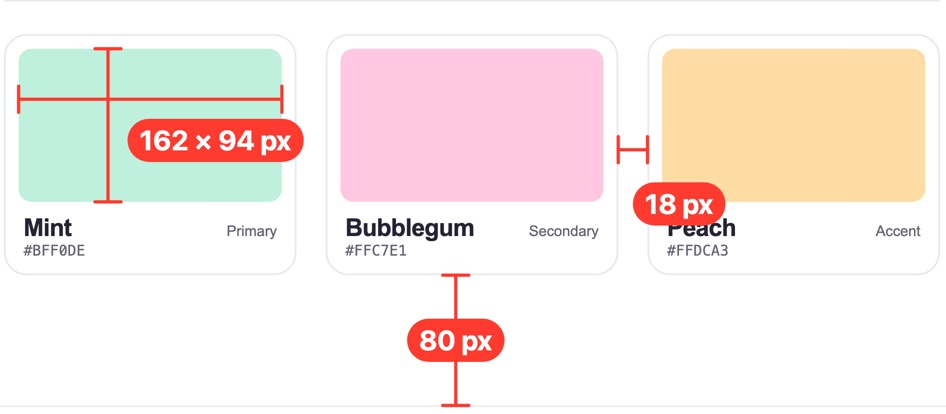 162 × 94 px
18 px
Mint
Primary
#BFF0DE
Bubblegum
Secondary
#FFC7E1
Peach
Accent
#FFDCA3
80 px